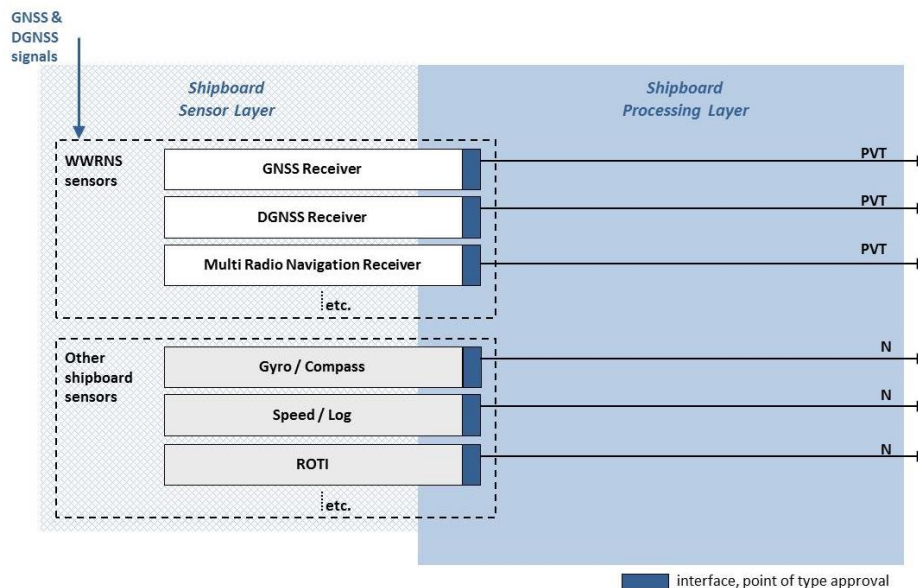 GNSS &
DGNSS
signals
Shipboard
Sensor Layer
Shipboard
Processing Layer
WWRNS
sensors
GNSS Receiver
PVT
DGNSS Receiver
PVT
Multi Radio Navigation Receiver
PVT
etc.
Other
shipboard
sensors
Gyro / Compass
N
Speed / Log
N
ROTI
N
etc.
interface, point of type approval